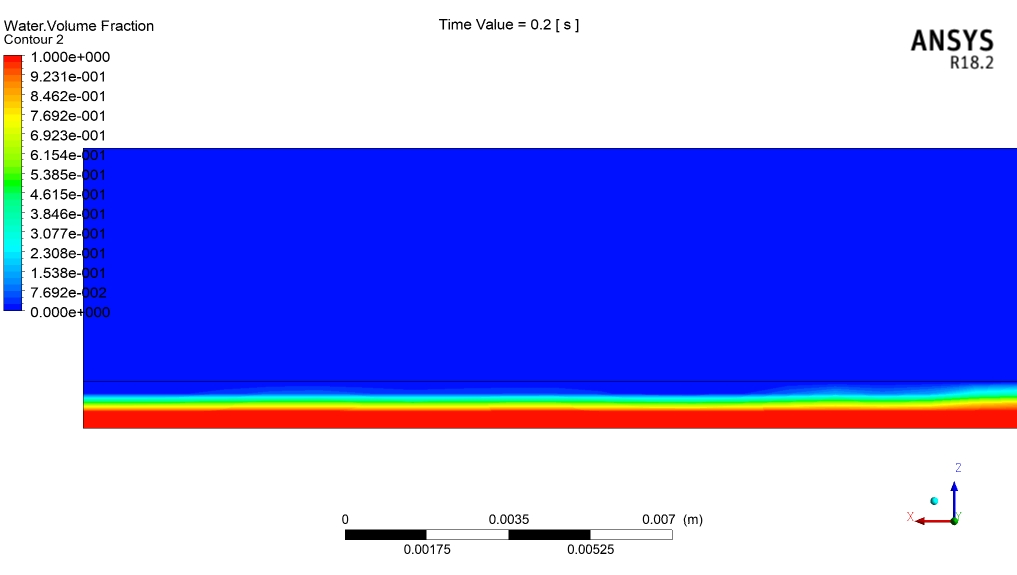 Water.Volume Fraction
Contour 2
Time Value = 0.2 [ s ]
ANSYS
R18.2
1.000e+000
9.231e-001
8.462e-001
7.692e-001
6.923e-001
6.154e-001
5.385e-001
4.615e-001
3.846e-001
3.077e-001
2.308e-001
1.538e-001
7.692e-002
0.000e+000
Z
X
Y
0 0.0035 0.007 (m)
0.00175 0.00525